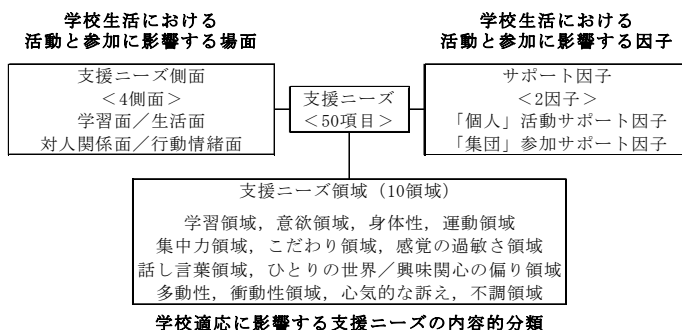 学校生活における
活動と参加に影響する場面
支援ニーズ側面
＜4側面＞
学習面／生活面
対人関係面／行動情緒面
支援ニーズ
＜50項目＞
学校生活における
活動と参加に影響する因子
サポート因子
＜2因子＞
「個人」活動サポート因子
「集団」参加サポート因子
支援ニーズ領域（10領域）
学習領域，意欲領域，身体性，運動領域
集中力領域，こだわり領域，感覚の過敏さ領域
話し言葉領域，ひとりの世界／興味関心の偏り領域
多動性，衝動性領域，心気的な訴え，不調領域
学校適応に影響する支援ニーズの内容的分類